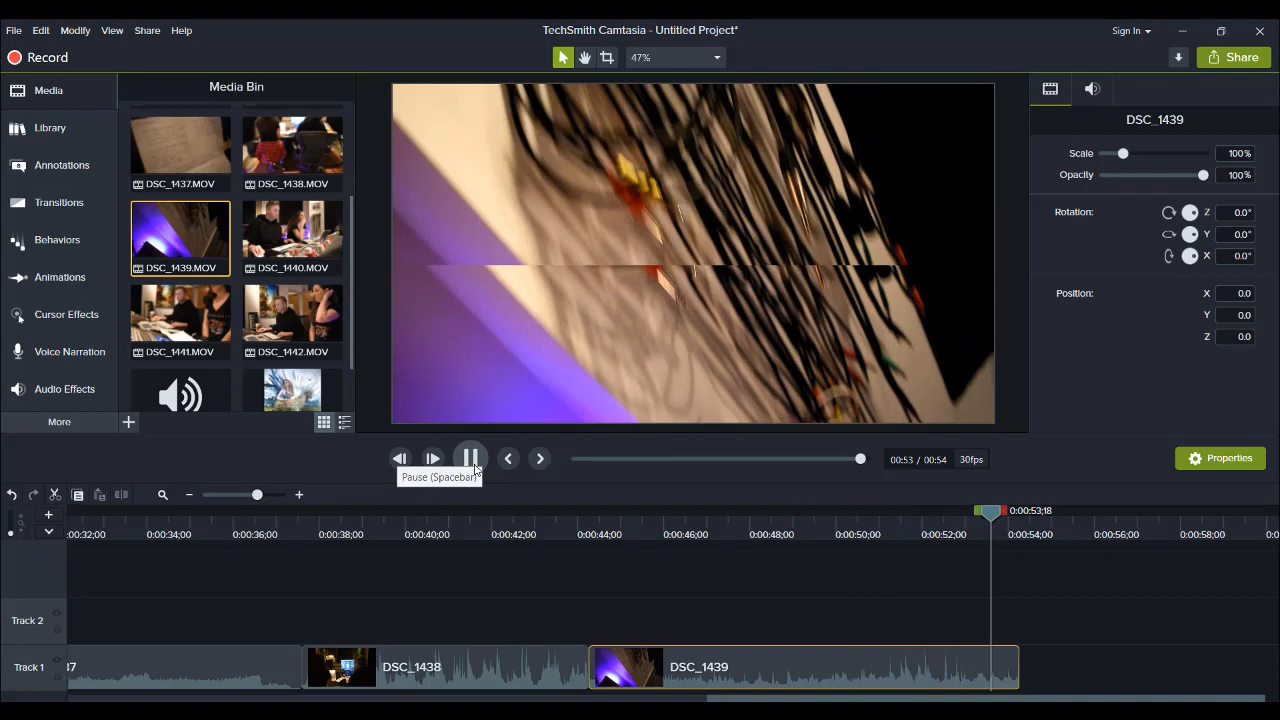 TechSmith Camtasia - Untitled Project*
File Edit Modify View Share Help
Sign In
Record
47%
Share
Media
Library
Annotations
Transitions
Behaviors
Animations
Cursor Effects
Voice Narration
Audio Effects
More
Media Bin
DSC_1437.MOV DSC_1438.MOV
DSC_1439.MOV DSC_1440.MOV
DSC_1441.MOV DSC_1442.MOV
DSC_1439
Scale 100%
Opacity 100%
Rotation: Z 0.0°
Y 0.0°
X 0.0°
Position: X 0.0
Y 0.0
Z 0.0
Pause (Spacebar)
00:53 / 00:54 30fps
Properties
0:00:53;18
:00:32;00 0:00:34;00 0:00:36;00 0:00:38;00 0:00:40;00 0:00:42;00 0:00:44;00 0:00:46;00 0:00:48;00 0:00:50;00 0:00:52;00 0:00:54;00 0:00:56;00 0:00:58;00 0:0
Track 2
Track 1
DSC_1438 DSC_1439